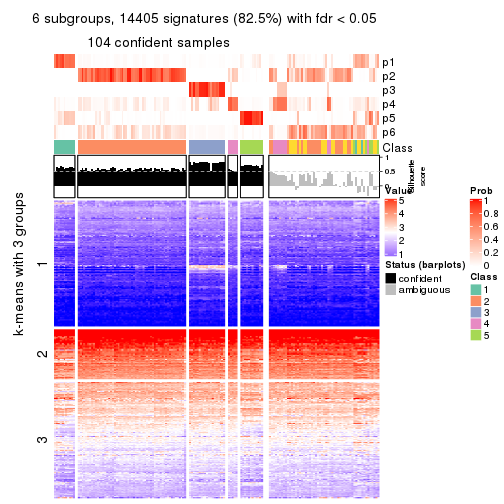 6 subgroups, 14405 signatures (82.5%) with fdr < 0.05
104 confident samples
p1
p2
p3
p4
p5
p6
Class
1
0.5
0
Silhouette
score
k-means with 3 groups
1
2
3
Value
5
4
3
2
1
Status (barplots)
confident
ambiguous
Prob
1
0.8
0.6
0.4
0.2
0
Class
1
2
3
4
5